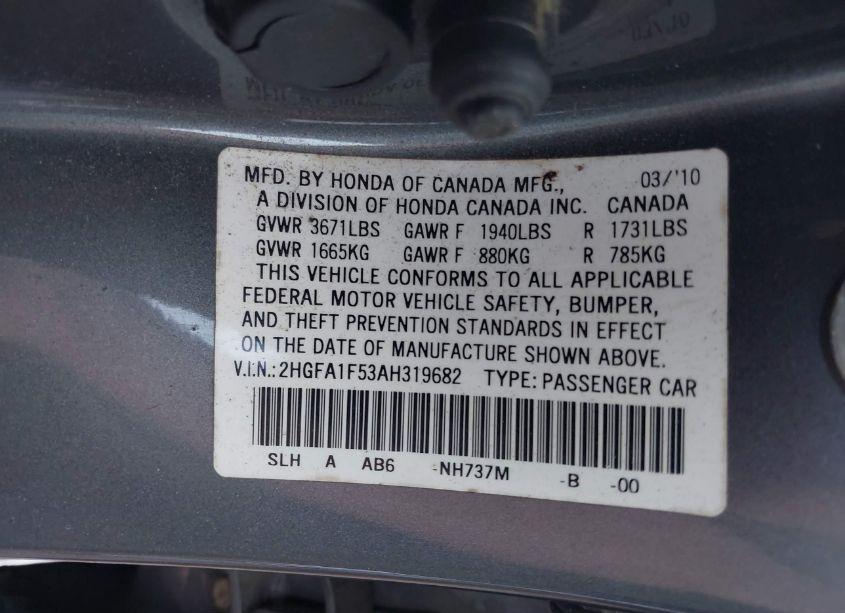 MFD. BY HONDA OF CANADA MFG., 03/'10
A DIVISION OF HONDA CANADA INC. CANADA
GVWR 3671LBS GAWR F 1940LBS R 1731LBS
GVWR 1665KG GAWR F 880KG R 785KG
THIS VEHICLE CONFORMS TO ALL APPLICABLE
FEDERAL MOTOR VEHICLE SAFETY, BUMPER,
AND THEFT PREVENTION STANDARDS IN EFFECT
ON THE DATE OF MANUFACTURE SHOWN ABOVE.
V.I.N.:2HGFA1F53AH319682 TYPE:PASSENGER CAR
SLH A AB6 -NH737M -B -00